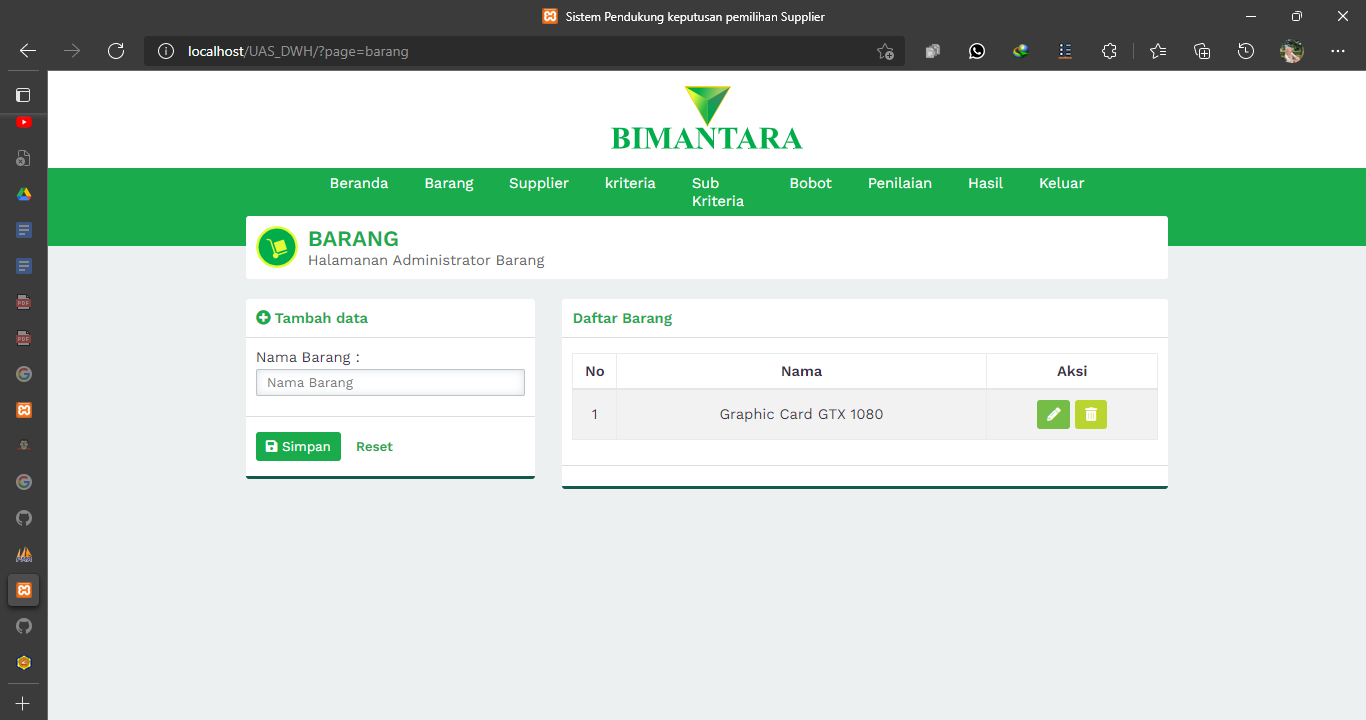 Sistem Pendukung keputusan pemilihan Supplier
localhost/UAS_DWH/?page=barang
BIMANTARA
Beranda Barang Supplier kriteria Sub Kriteria Bobot Penilaian Hasil Keluar
BARANG
Halamanan Administrator Barang
Tambah data
Nama Barang :
Nama Barang
Simpan Reset
Daftar Barang
No Nama Aksi
1 Graphic Card GTX 1080